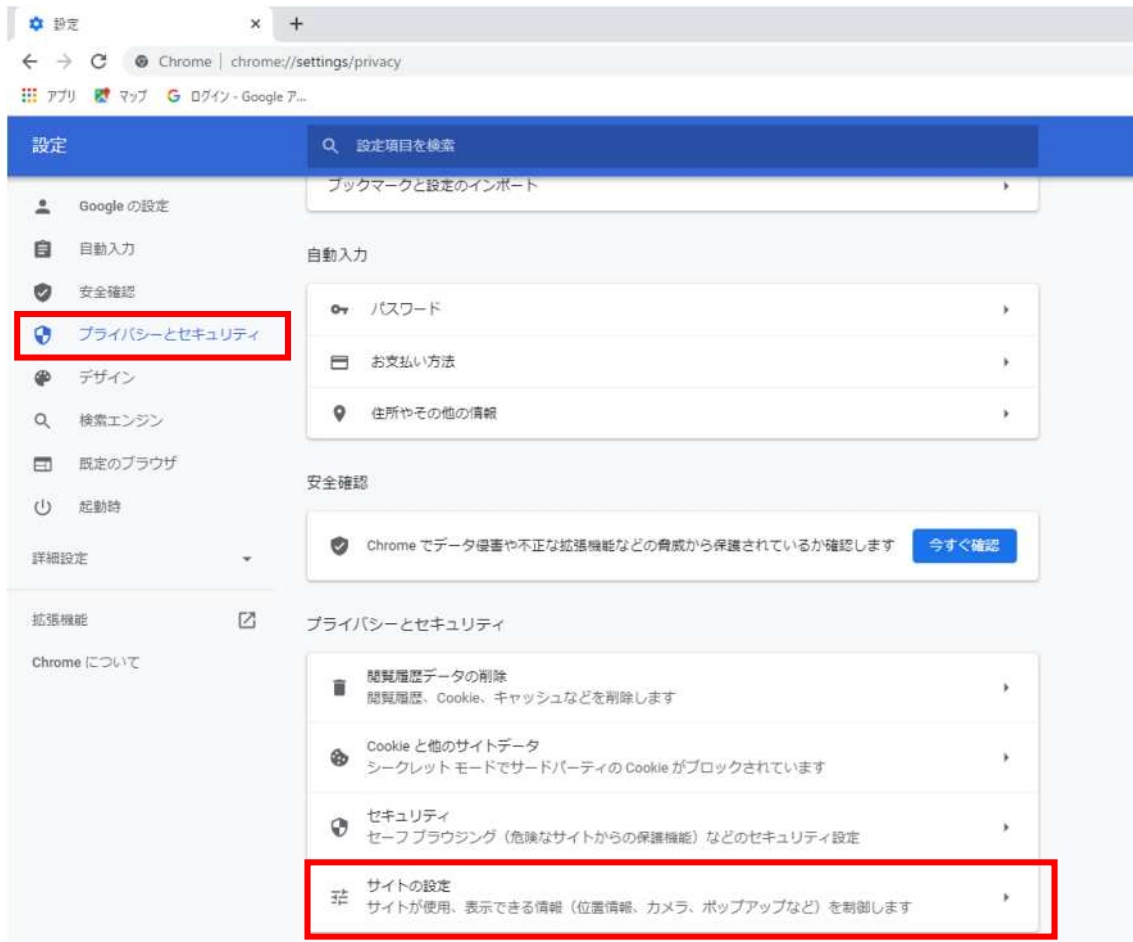 設定
Chrome | chrome://settings/privacy
アプリ マップ ログイン - Google ア...
設定
設定項目を検索
ブックマークと設定のインポート
Google の設定
自動入力
安全確認
プライバシーとセキュリティ
デザイン
検索エンジン
既定のブラウザ
起動時
詳細設定
拡張機能
Chrome について
自動入力
パスワード
お支払い方法
住所やその他の情報
安全確認
Chrome でデータ侵害や不正な拡張機能などの脅威から保護されているか確認します
今すぐ確認
プライバシーとセキュリティ
閲覧履歴データの削除
閲覧履歴、Cookie、キャッシュなどを削除します
Cookie と他のサイトデータ
シークレット モードでサードパーティの Cookie がブロックされています
セキュリティ
セーフ ブラウジング（危険なサイトからの保護機能）などのセキュリティ設定
サイトの設定
サイトが使用、表示できる情報（位置情報、カメラ、ポップアップなど）を制御します